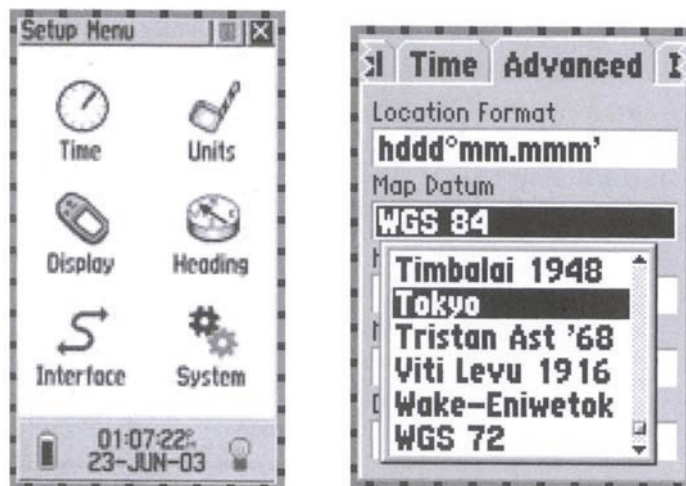 Setup Menu
Time
Units
Display
Heading
Interface
System
01:07:22
23-JUN-03
Time
Advanced
Location Format
hddd°mm.mmm'
Map Datum
WGS 84
Timbalai 1948
Tokyo
Tristan Ast '68
Viti Levu 1916
Wake-Eniwetok
WGS 72